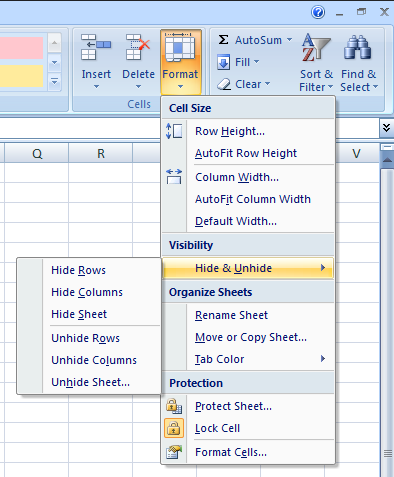 Insert
Delete
Format
Σ AutoSum
Fill
Clear
Sort &
Filter
Find &
Select
Cells
Q
R
V
Cell Size
Row Height...
AutoFit Row Height
Column Width...
AutoFit Column Width
Default Width...
Visibility
Hide & Unhide
Hide Rows
Hide Columns
Hide Sheet
Unhide Rows
Unhide Columns
Unhide Sheet...
Organize Sheets
Rename Sheet
Move or Copy Sheet...
Tab Color
Protection
Protect Sheet...
Lock Cell
Format Cells...